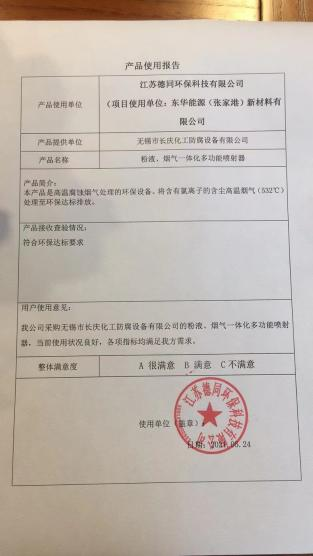 产品使用报告
产品使用单位
江苏德同环保科技有限公司
（项目使用单位：东华能源（张家港）新材料有
限公司
产品提供单位
无锡市长庆化工防腐设备有限公司
产品名称
粉液、烟气一体化多功能喷射器
产品简介：
本产品是高温腐蚀烟气处理的环保设备。将含有氯离子的含尘高温烟气（532℃）
处理至环保达标排放。
产品接收查验情况：
符合环保达标要求
用户使用意见：
我公司采购无锡市长庆化工防腐设备有限公司的粉液、烟气一体化多功能喷射
器，当前使用状况良好，各项指标均满足我方需求。
整体满意度
A 很满意 B 满意 C不满意
江苏德同环保科技有限公司
使用单位（盖章）：
日期：2021.06.24